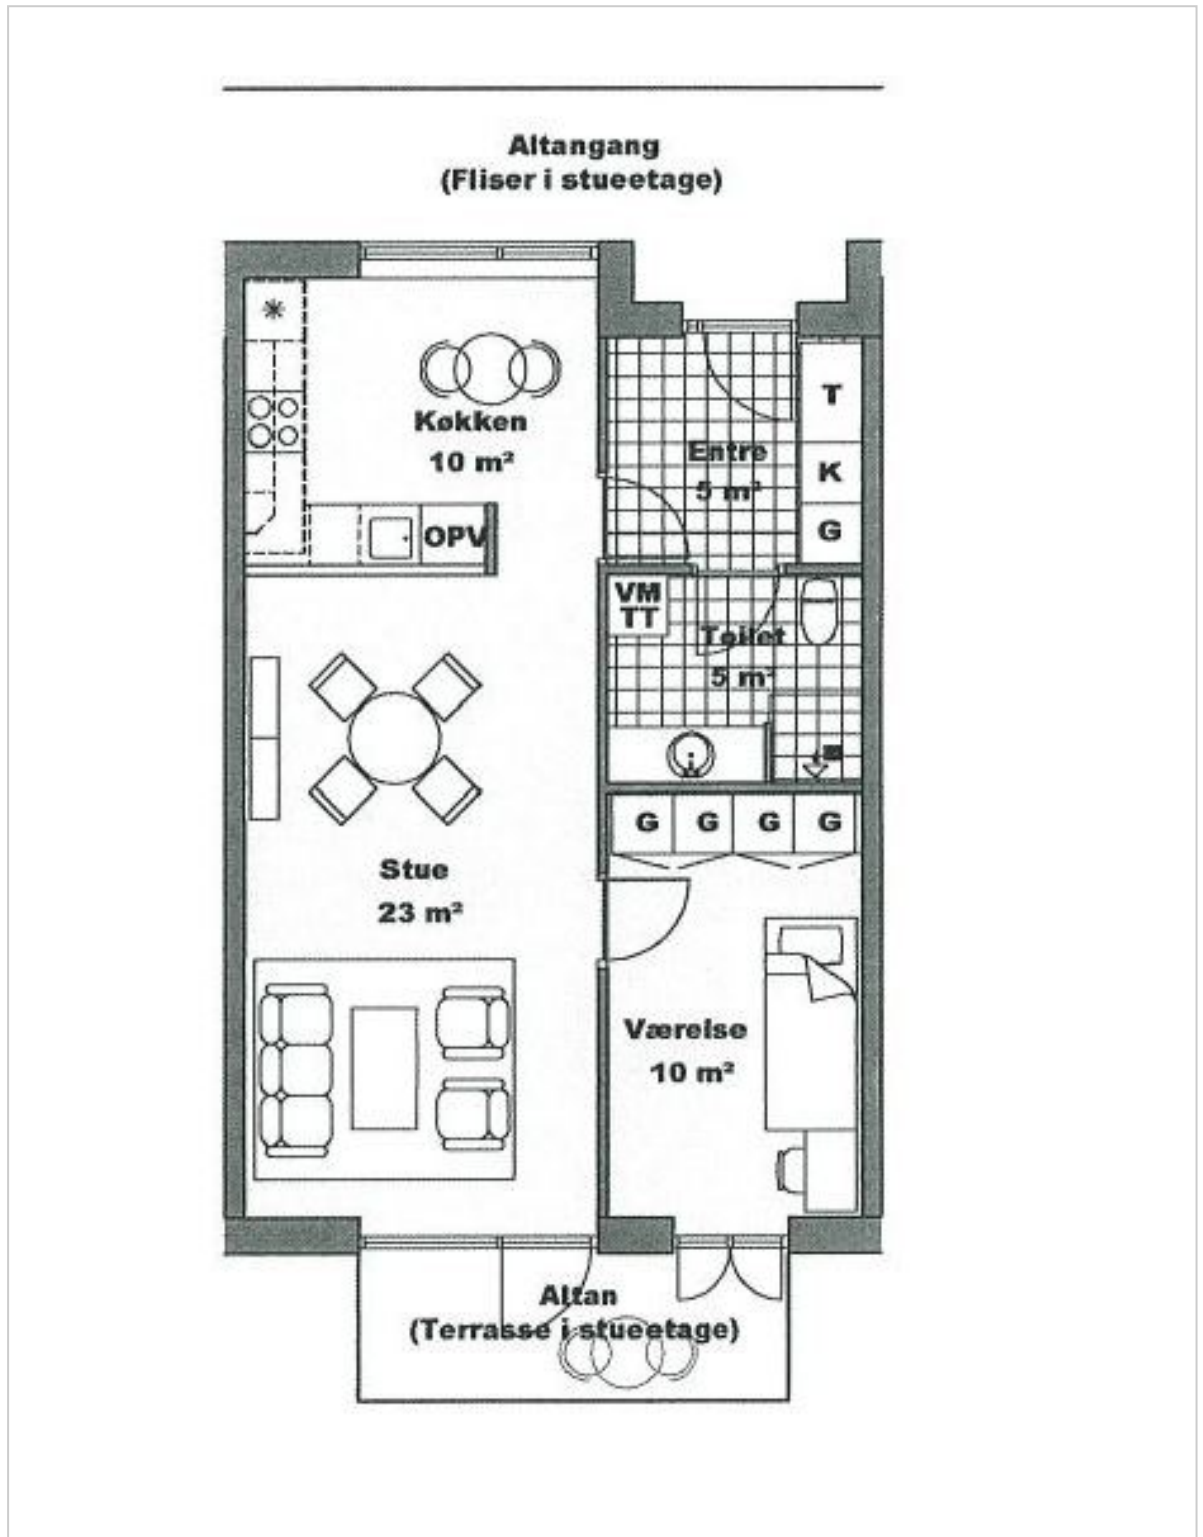 Altangang
(Fliser i stueetage)
Køkken
10 m²
OPV
Entre
5 m²
T
K
G
VM
TT
Toilet
5 m²
G G G G
Stue
23 m²
Værelse
10 m²
Altan
(Terrasse i stueetage)